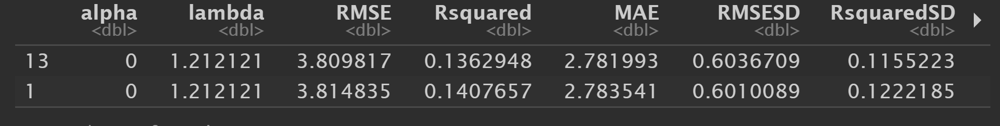 alpha lambda RMSE Rsquared MAE RMSESD RsquaredSD
<dbl> <dbl> <dbl> <dbl> <dbl> <dbl> <dbl>
13 0 1.212121 3.809817 0.1362948 2.781993 0.6036709 0.1155223
1 0 1.212121 3.814835 0.1407657 2.783541 0.6010089 0.1222185